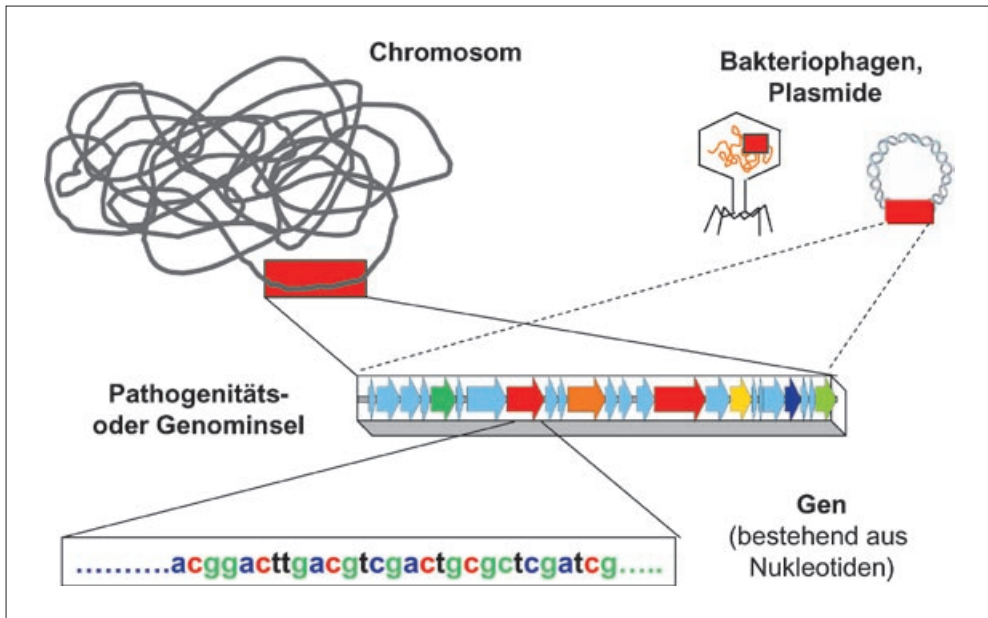 Chromosom
Bakteriophagen,
Plasmide
Pathogenitäts-
oder Genominsel
Gen
(bestehend aus
Nukleotiden)
..........acggacttgacgtcgactgcgctcgatcg.....